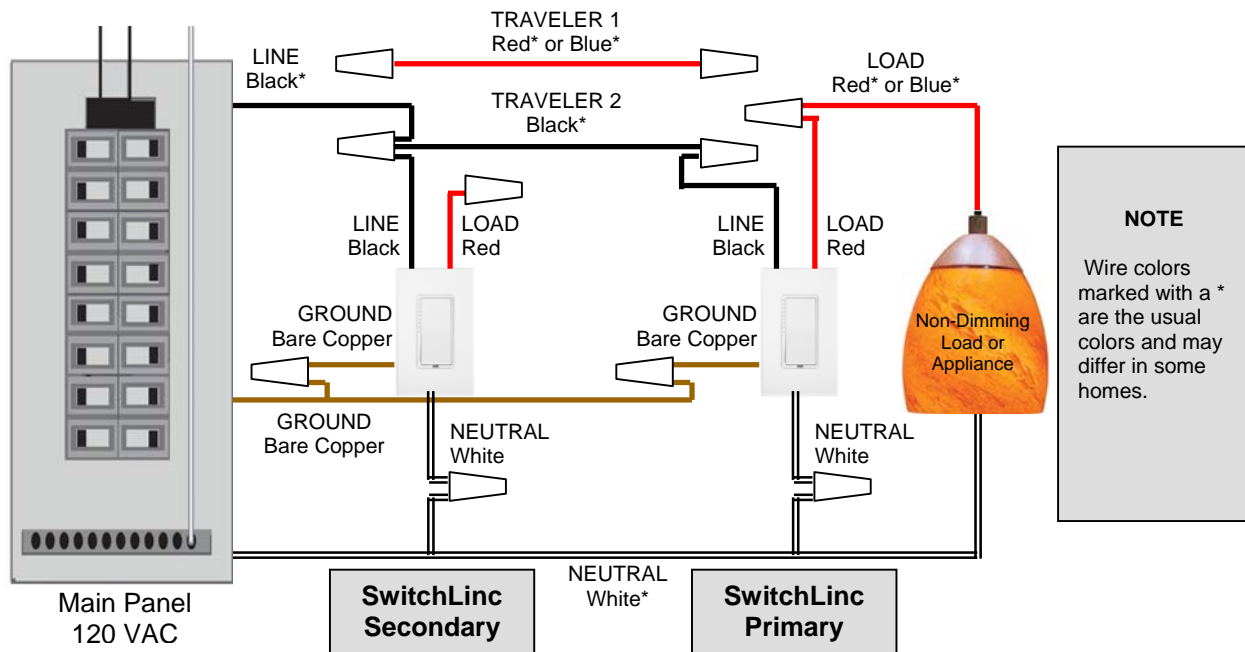 TRAVELER 1
Red* or Blue*
LINE
Black*
LOAD
Red* or Blue*
TRAVELER 2
Black*
LINE
Black
LOAD
Red
LINE
Black
LOAD
Red
NOTE
Wire colors
marked with a *
are the usual
colors and may
differ in some
homes.
GROUND
Bare Copper
GROUND
Bare Copper
Non-Dimming
Load or
Appliance
GROUND
Bare Copper
NEUTRAL
White
NEUTRAL
White
NEUTRAL
White*
Main Panel
120 VAC
SwitchLinc
Secondary
SwitchLinc
Primary